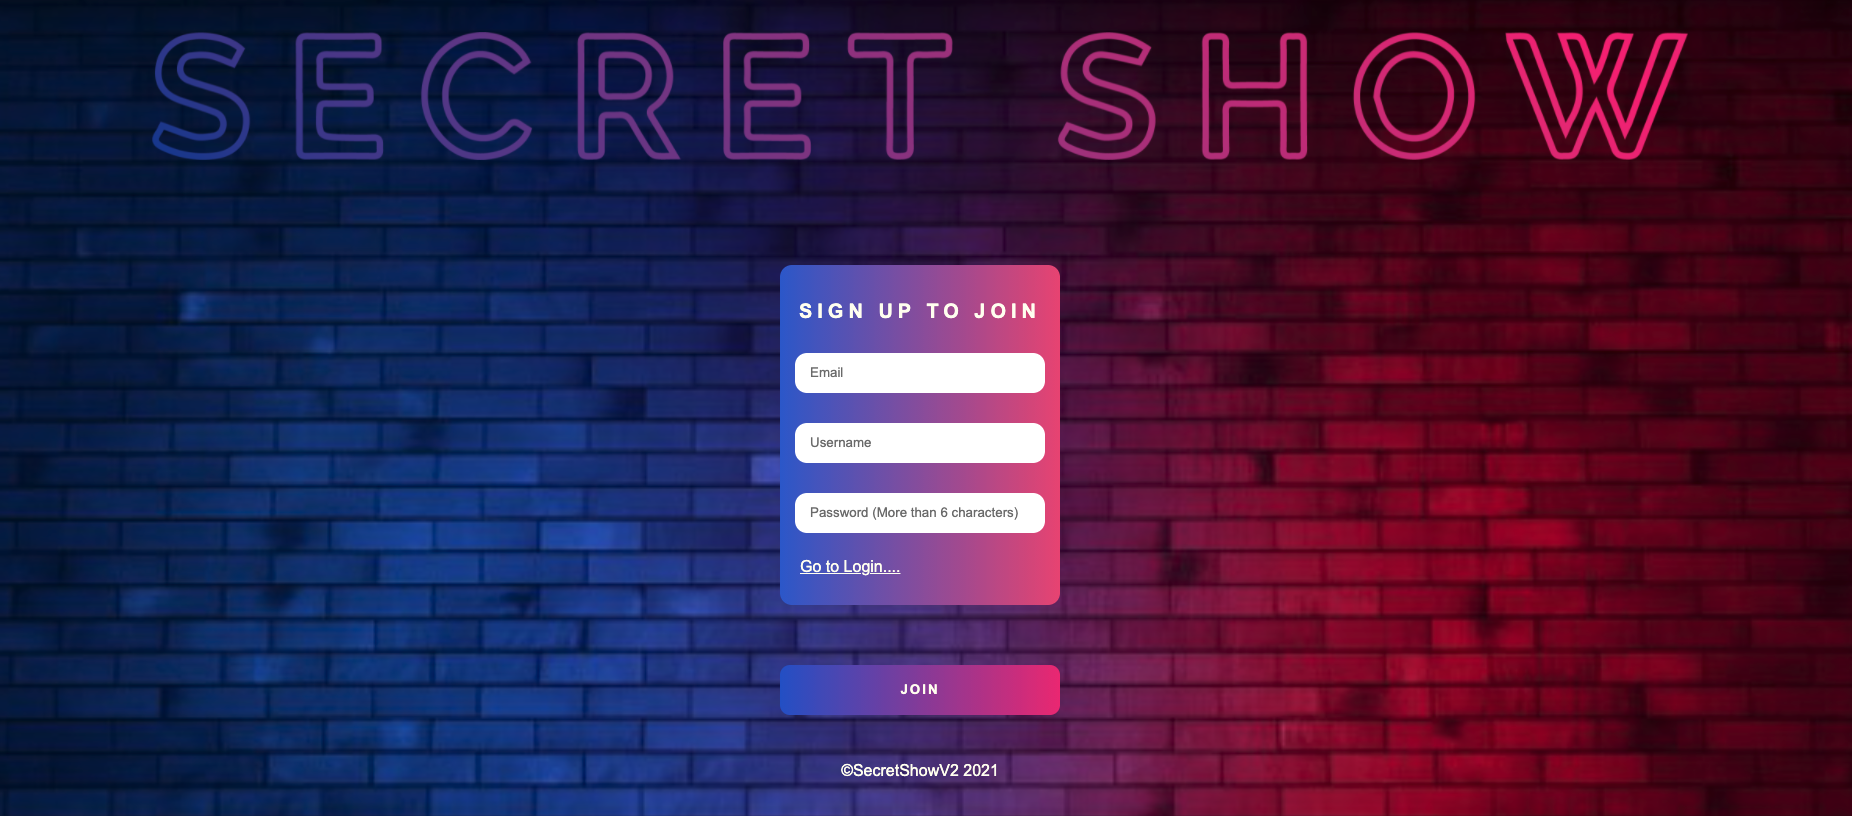 SECRET SHOW
SIGN UP TO JOIN
Email
Username
Password (More than 6 characters)
Go to Login....
JOIN
©SecretShowV2 2021